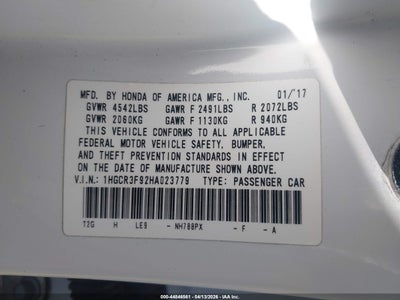 MFD. BY HONDA OF AMERICA MFG., INC. 01/17
GVWR 4542LBS GAWR F 2491LBS R 2072LBS
GVWR 2060KG GAWR F 1130KG R 940KG
THIS VEHICLE CONFORMS TO ALL APPLICABLE
FEDERAL MOTOR VEHICLE SAFETY, BUMPER,
AND THEFT PREVENTION STANDARDS IN EFFECT
ON THE DATE OF MANUFACTURE SHOWN ABOVE.
V.I.N.: 1HGCR3F92HA023779 TYPE: PASSENGER CAR
T2G H LE9 - NH788PX - F - A
000-44846561 - 04/13/2026 - IAA Inc.